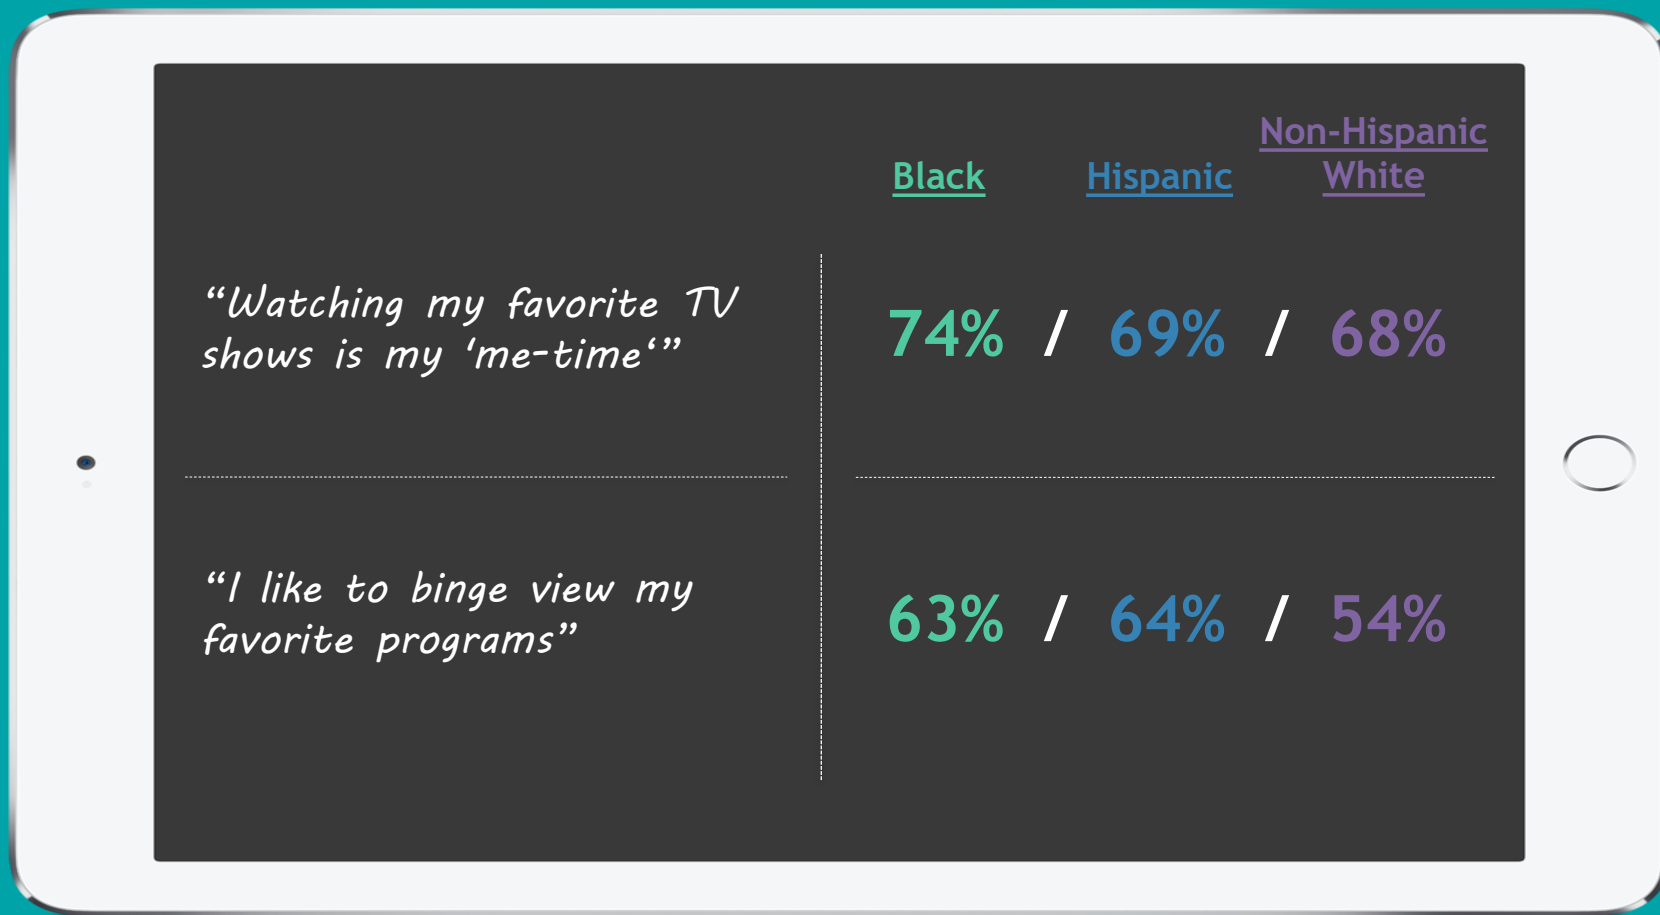 Non-Hispanic
Black Hispanic White
“Watching my favorite TV
shows is my ‘me-time‘”
74% / 69% / 68%
“I like to binge view my
favorite programs”
63% / 64% / 54%